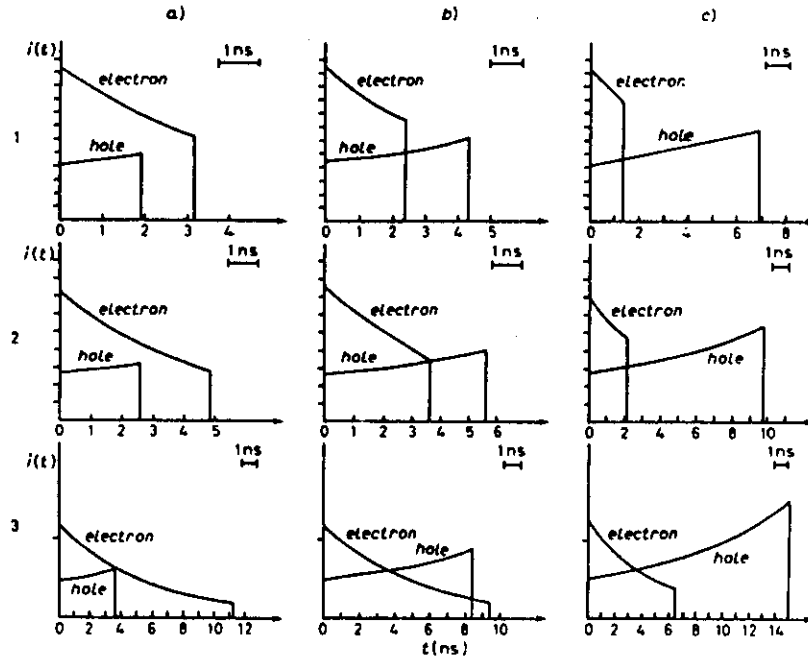 a) b) c)
i(t) 1ns 1ns 1ns
electron electron electron
1 hole hole hole
0 1 2 3 4 0 1 2 3 4 5 0 2 4 6 8
i(t) 1ns 1ns 1ns
electron electron electron
2 hole hole hole
0 1 2 3 4 5 0 1 2 3 4 5 6 0 2 4 6 8 10
i(t) 1ns 1ns 1ns
3 electron electron electron
hole hole hole
0 2 4 6 8 10 12 0 2 4 6 8 10 0 2 4 6 8 10 12 14
t(ns)